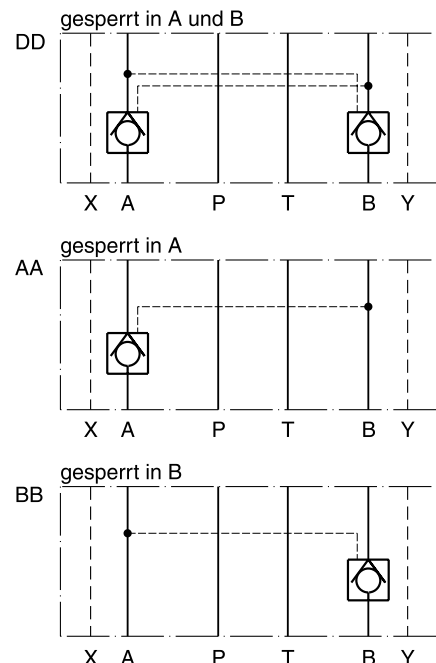 gesperrt in A und B
DD
X A P T B Y
gesperrt in A
AA
X A P T B Y
gesperrt in B
BB
X A P T B Y